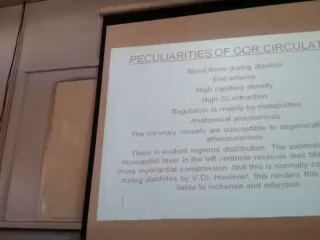 PECULIARITIES OF COR.CIRCULAT
Blood flows during diastole
End arteries
High capillary density
High O2 extraction
Regulation is mainly by metabolites
Anatomical anastomosis
The coronary vessels are susceptible to degenerati
atherosclerosis
There is evident regional distribution: The subendo
myocardial layer in the left ventricle receives less blo
more myocardial compression (but this is normally co
during diastoles by V.D). However this renders this
liable to ischemia and infarction